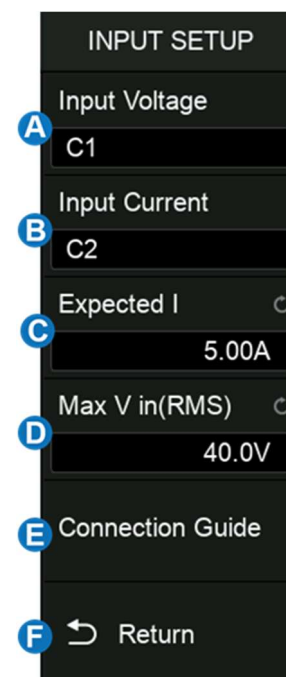 INPUT SETUP
Input Voltage
A
C1
Input Current
B
C2
Expected I
C
5.00A
Max V in(RMS)
D
40.0V
E Connection Guide
F Return